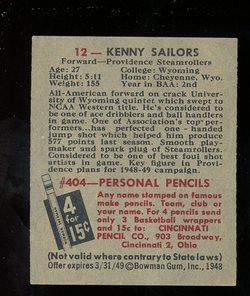 12 — KENNY SAILORS
Forward—Providence Steamrollers
Age: 27 College: Wyoming
Height: 5:11 Home: Cheyenne, Wyo.
Weight: 155 Year in BAA: 2nd
All-American forward on crack Univer-
sity of Wyoming quintet which swept to
NCAA Western title. He's considered to
be one of ace dribblers and ball handlers
in game. One of Association's top per-
formers...has perfected one - handed
jump shot which helped him produce
577 points last season. Smooth play-
maker and spark plug of Steamrollers.
Considered to be one of best foul shot
artists in game. Key figure in Provi-
dence plans for 1948-49 campaign.
#404—PERSONAL PENCILS
4
for
15¢
Any name stamped on famous
make pencils. Team, club or
your name. For 4 pencils send
only 3 Basketball wrappers
and 15c to: CINCINNATI
PENCIL CO., 903 Broadway,
Cincinnati 2, Ohio
(Not valid where contrary to State laws)
Offer expires 3/31/49 ©Bowman Gum, Inc., 1948